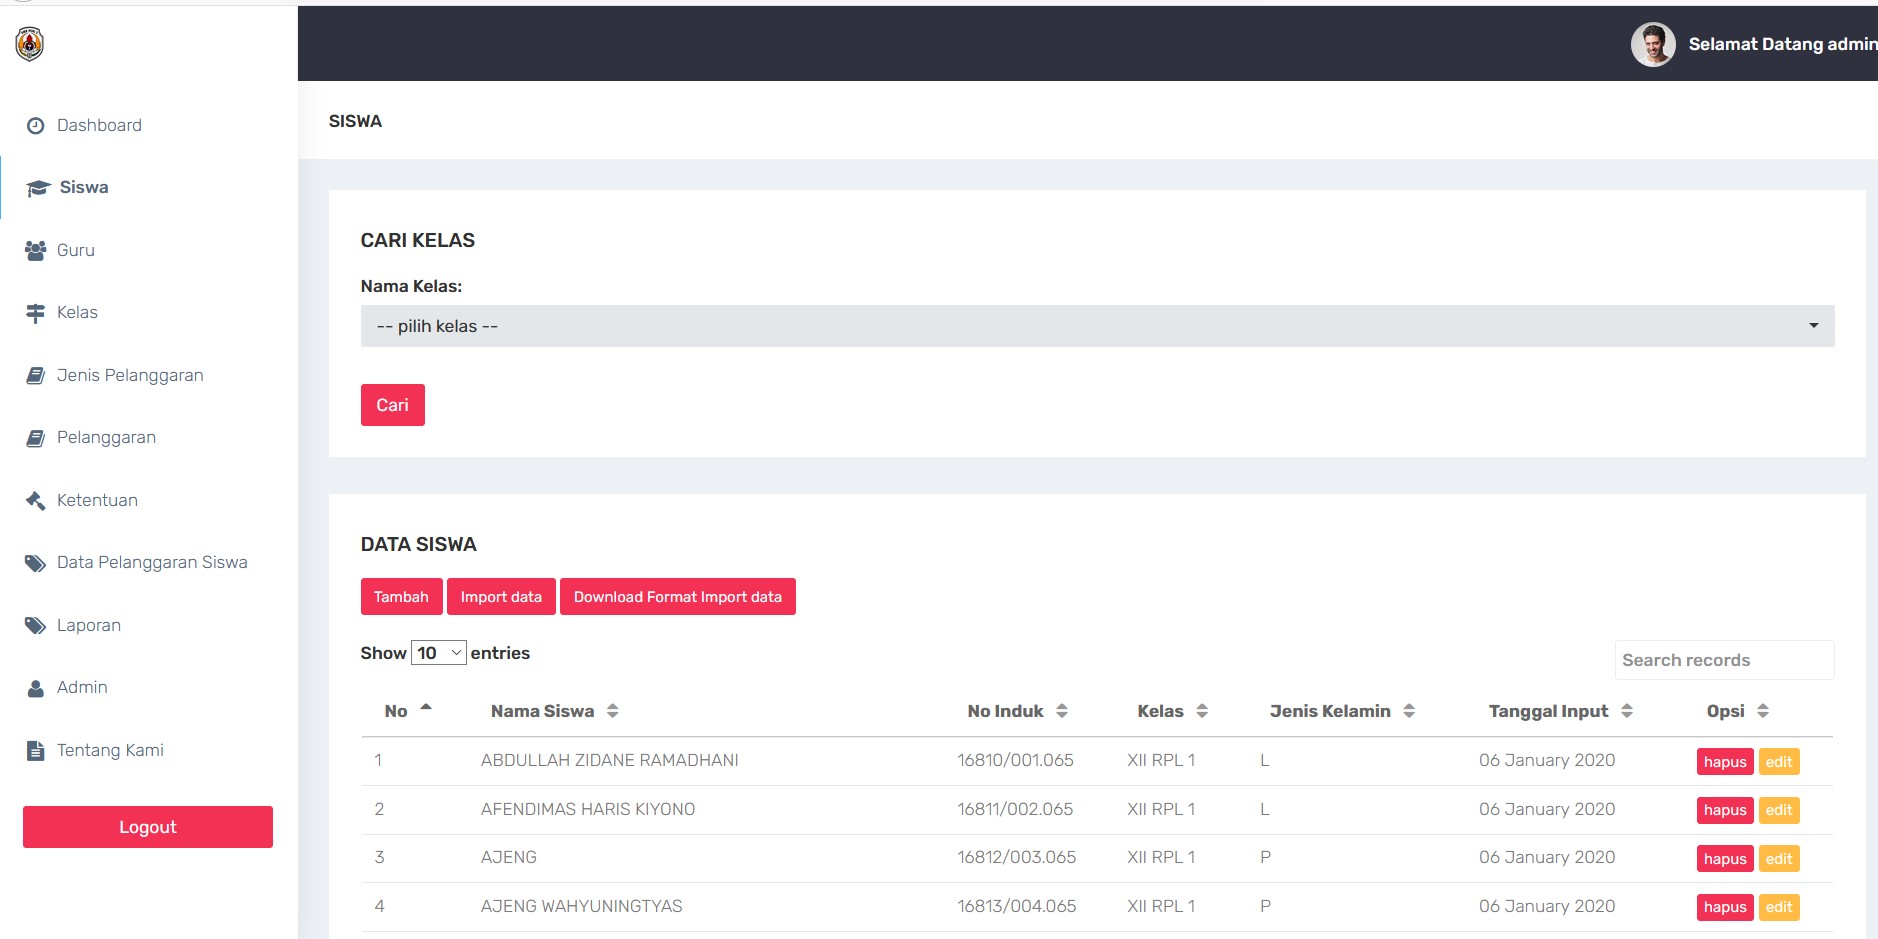 Selamat Datang admin
Dashboard
Siswa
Guru
Kelas
Jenis Pelanggaran
Pelanggaran
Ketentuan
Data Pelanggaran Siswa
Laporan
Admin
Tentang Kami
Logout
SISWA
CARI KELAS
Nama Kelas:
-- pilih kelas --
Cari
DATA SISWA
Tambah Import data Download Format Import data
Show 10 entries
Search records
No Nama Siswa No Induk Kelas Jenis Kelamin Tanggal Input Opsi
1 ABDULLAH ZIDANE RAMADHANI 16810/001.065 XII RPL 1 L 06 January 2020 hapus edit
2 AFENDIMAS HARIS KIYONO 16811/002.065 XII RPL 1 L 06 January 2020 hapus edit
3 AJENG 16812/003.065 XII RPL 1 P 06 January 2020 hapus edit
4 AJENG WAHYUNINGTYAS 16813/004.065 XII RPL 1 P 06 January 2020 hapus edit